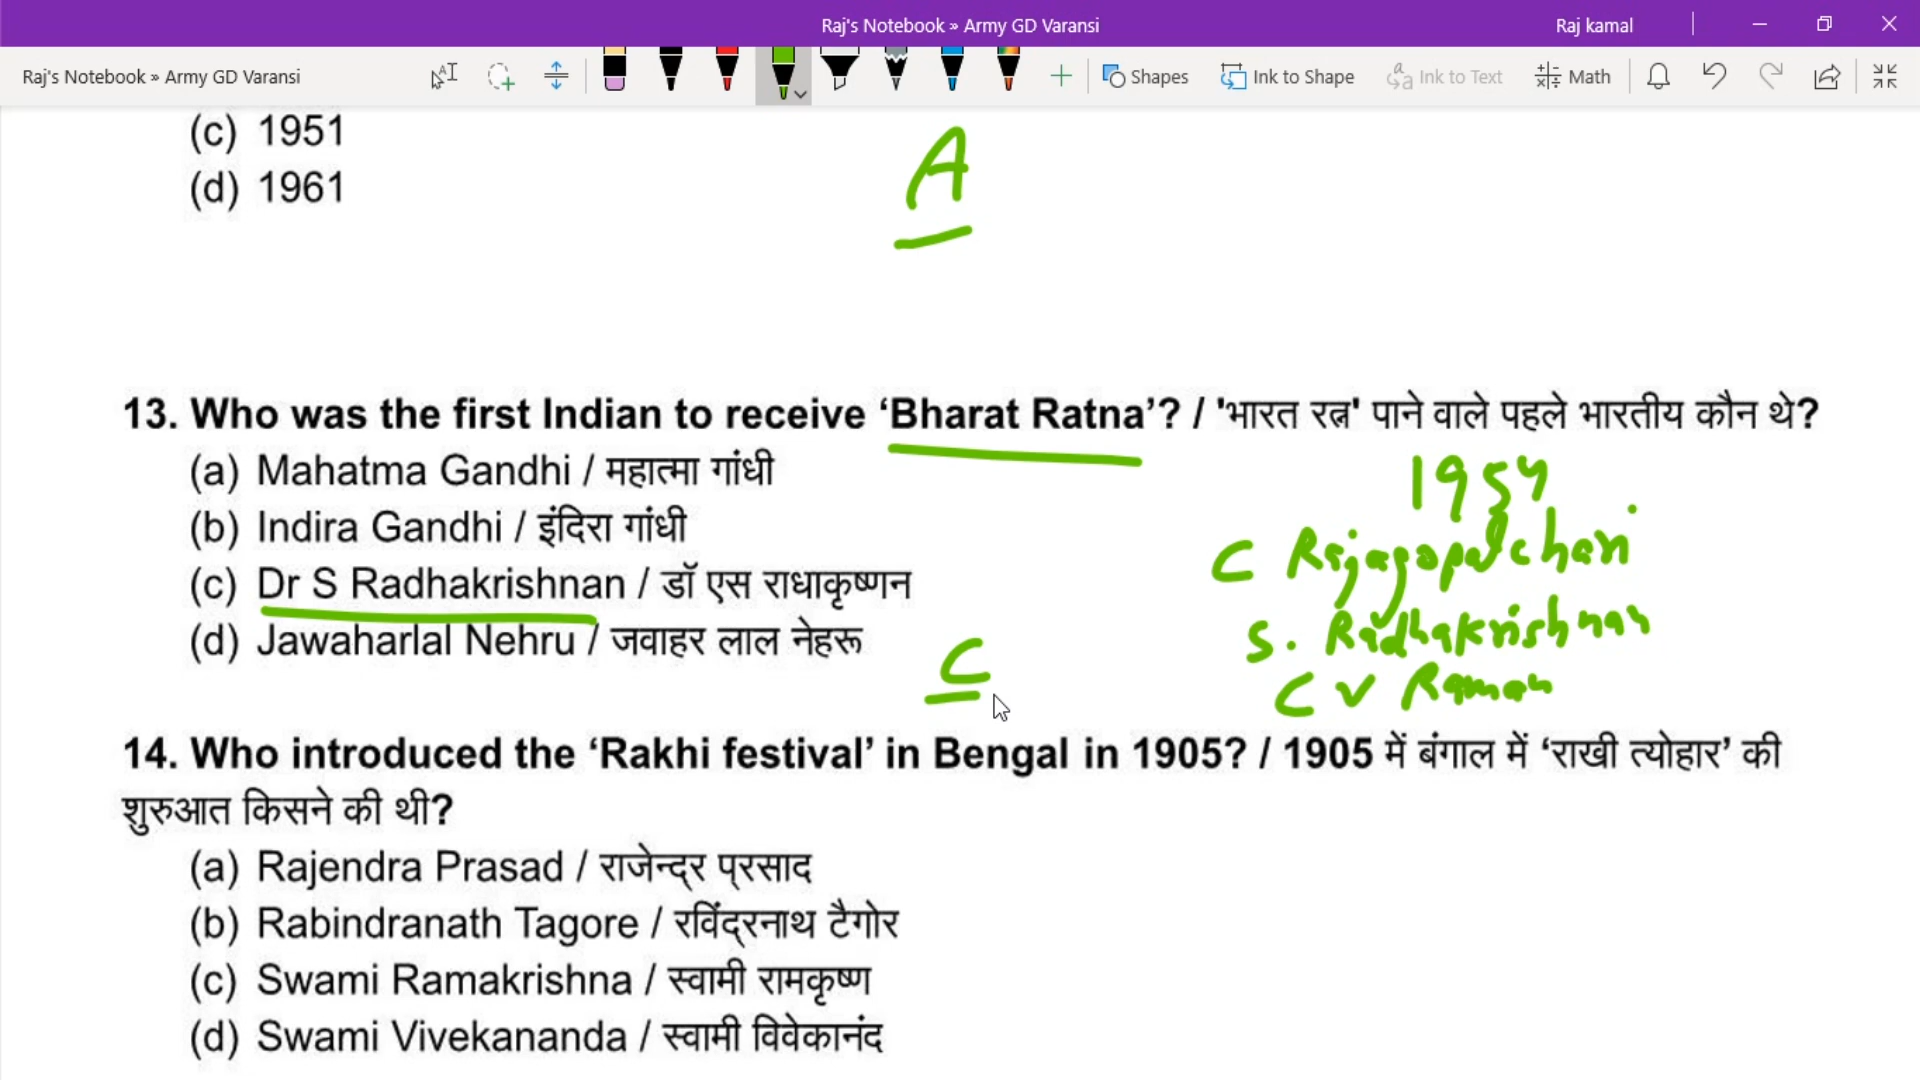 Raj's Notebook » Army GD Varansi
Raj kamal
Raj's Notebook » Army GD Varansi
Shapes
Ink to Shape
Ink to Text
Math
(c) 1951
(d) 1961
A
13. Who was the first Indian to receive ‘Bharat Ratna’? / 'भारत रत्न' पाने वाले पहले भारतीय कौन थे?
(a) Mahatma Gandhi / महात्मा गांधी
(b) Indira Gandhi / इंदिरा गांधी
(c) Dr S Radhakrishnan / डॉ एस राधाकृष्णन
(d) Jawaharlal Nehru / जवाहर लाल नेहरू
C
1954
C Rajagopalchari
S. Radhakrishnan
C V Raman
14. Who introduced the ‘Rakhi festival’ in Bengal in 1905? / 1905 में बंगाल में ‘राखी त्योहार’ की
शुरुआत किसने की थी?
(a) Rajendra Prasad / राजेन्द्र प्रसाद
(b) Rabindranath Tagore / रविंद्रनाथ टैगोर
(c) Swami Ramakrishna / स्वामी रामकृष्ण
(d) Swami Vivekananda / स्वामी विवेकानंद